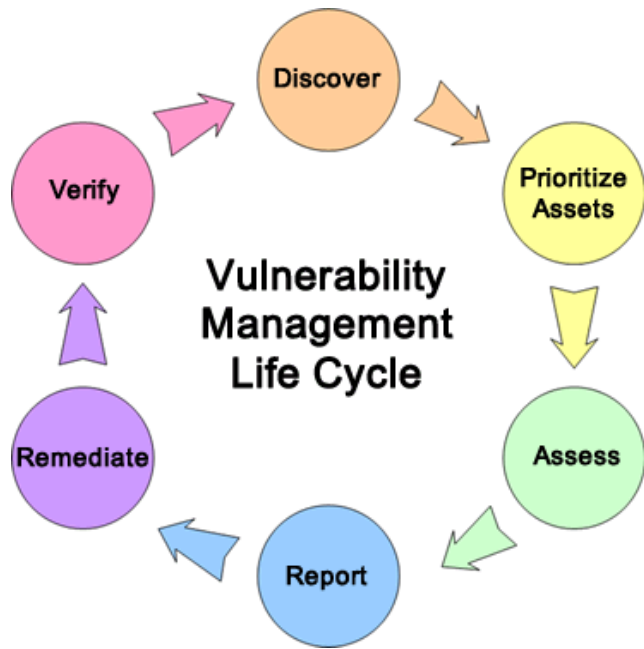 Discover
Prioritize
Assets
Assess
Report
Remediate
Verify
Vulnerability
Management
Life Cycle